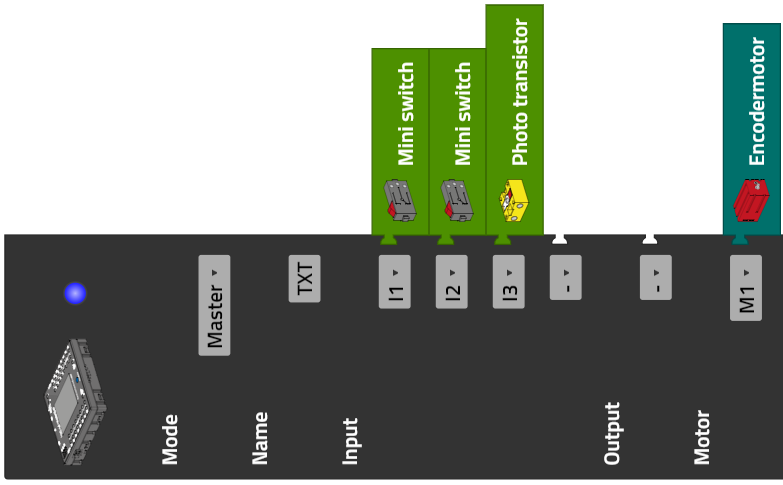 Mode Master
Name TXT
Input I1 Mini switch
I2 Mini switch
I3 Photo transistor
-
Output -
Motor M1 Encodermotor